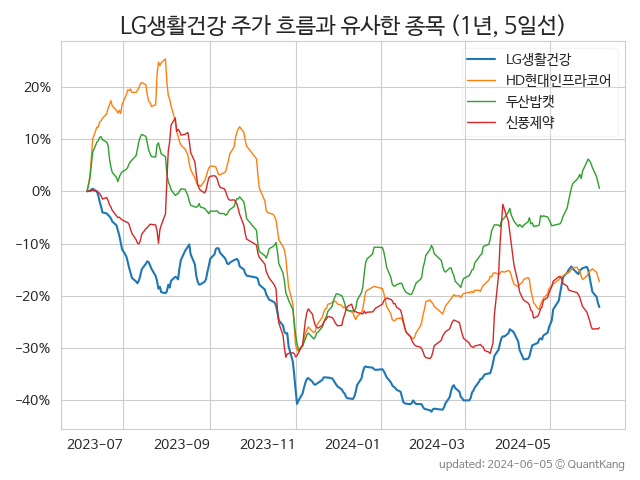 LG생활건강 주가 흐름과 유사한 종목 (1년, 5일선)
LG생활건강
HD현대인프라코어
두산밥캣
신풍제약
20%
10%
0%
−10%
−20%
−30%
−40%
2023-07 2023-09 2023-11 2024-01 2024-03 2024-05
updated: 2024-06-05 © QuantKang